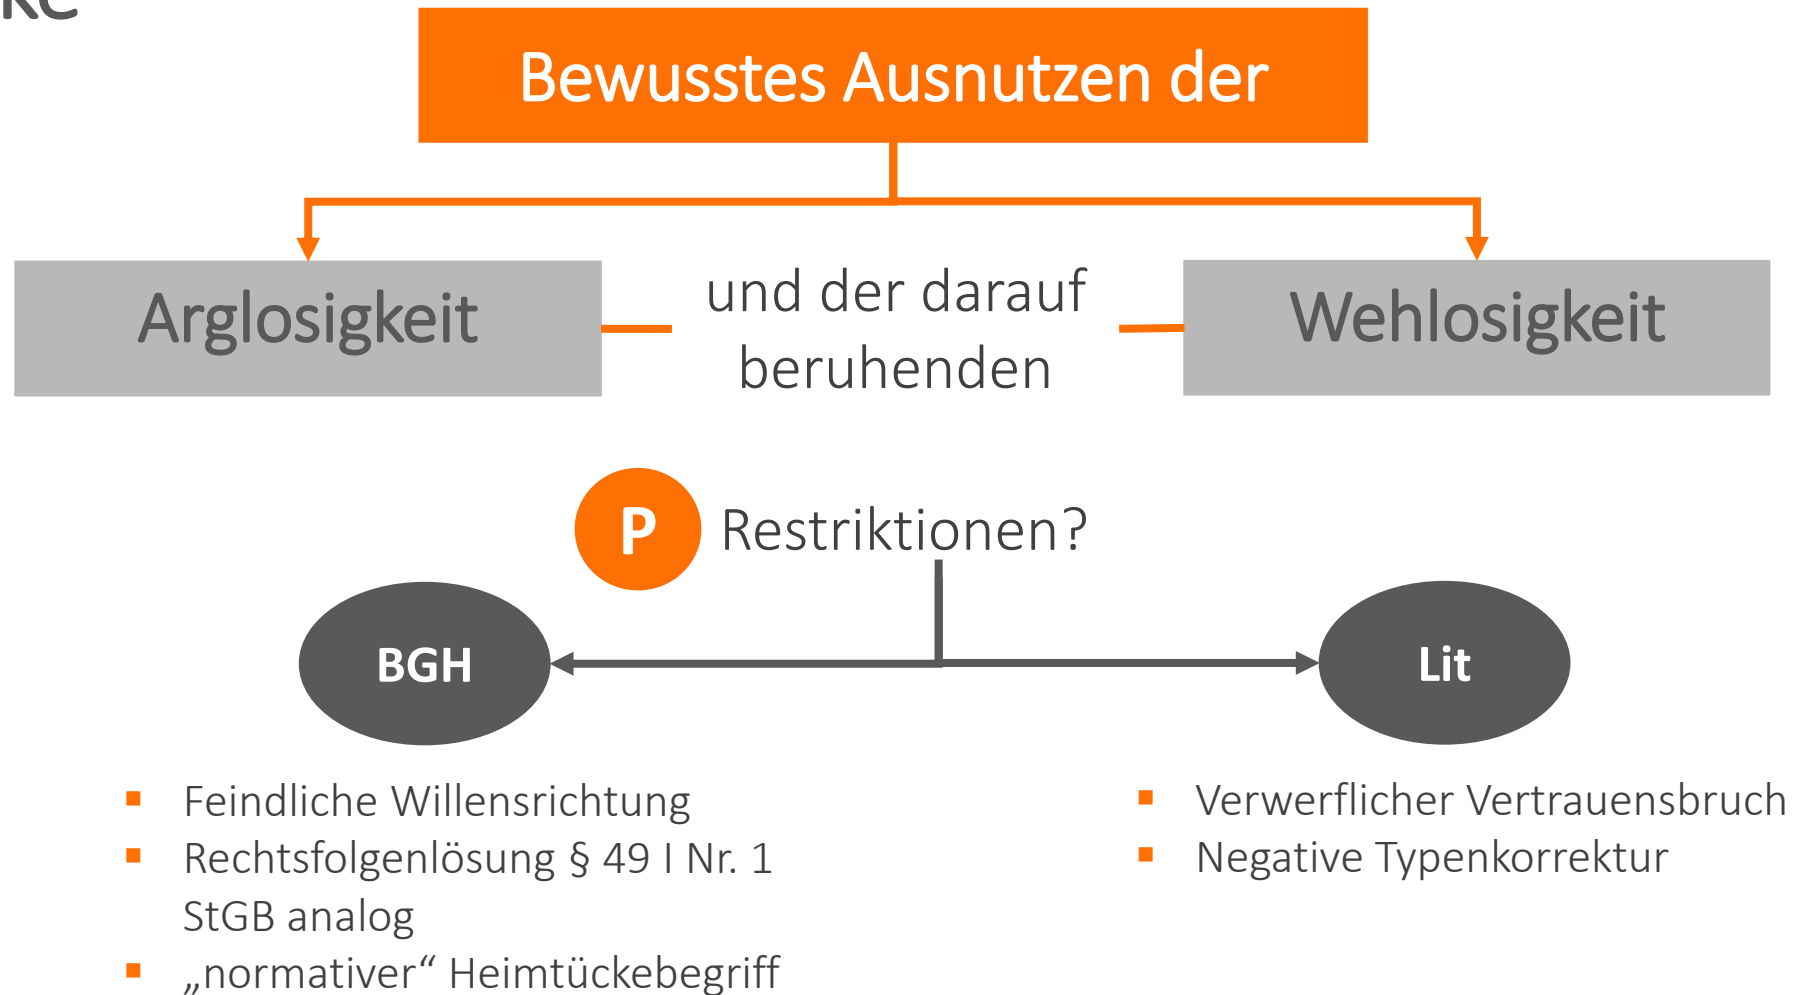 Bewusstes Ausnutzen der
Arglosigkeit
und der darauf
beruhenden
Wehlosigkeit
P
Restriktionen?
BGH
Lit
▪ Feindliche Willensrichtung
▪ Rechtsfolgenlösung § 49 I Nr. 1
StGB analog
▪ „normativer“ Heimtückebegriff
▪ Verwerflicher Vertrauensbruch
▪ Negative Typenkorrektur